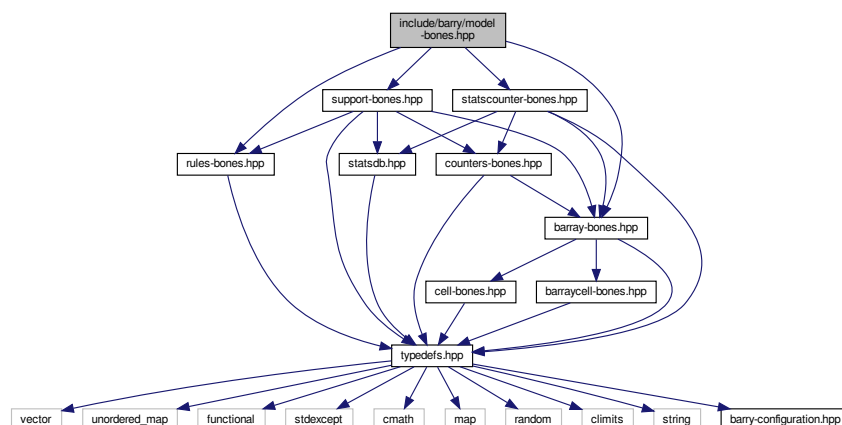 include/barry/model
-bones.hpp
support-bones.hpp
statscounter-bones.hpp
rules-bones.hpp
statsdb.hpp
counters-bones.hpp
barray-bones.hpp
cell-bones.hpp
barraycell-bones.hpp
typedefs.hpp
vector
unordered_map
functional
stdexcept
cmath
map
random
climits
string
barry-configuration.hpp